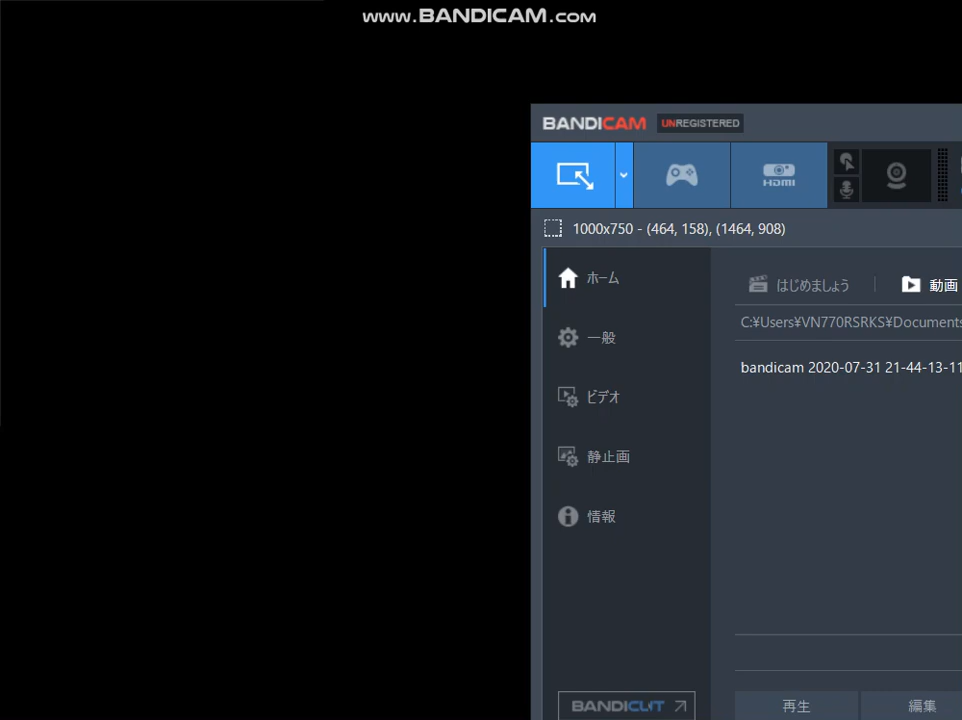 www.BANDICAM.com
BANDICAM UNREGISTERED
HDMI
1000x750 - (464, 158), (1464, 908)
ホーム
はじめましょう
動画
C:¥Users¥VN770RSRKS¥Documents
一般
bandicam 2020-07-31 21-44-13-11
ビデオ
静止画
情報
BANDICUT
再生
編集